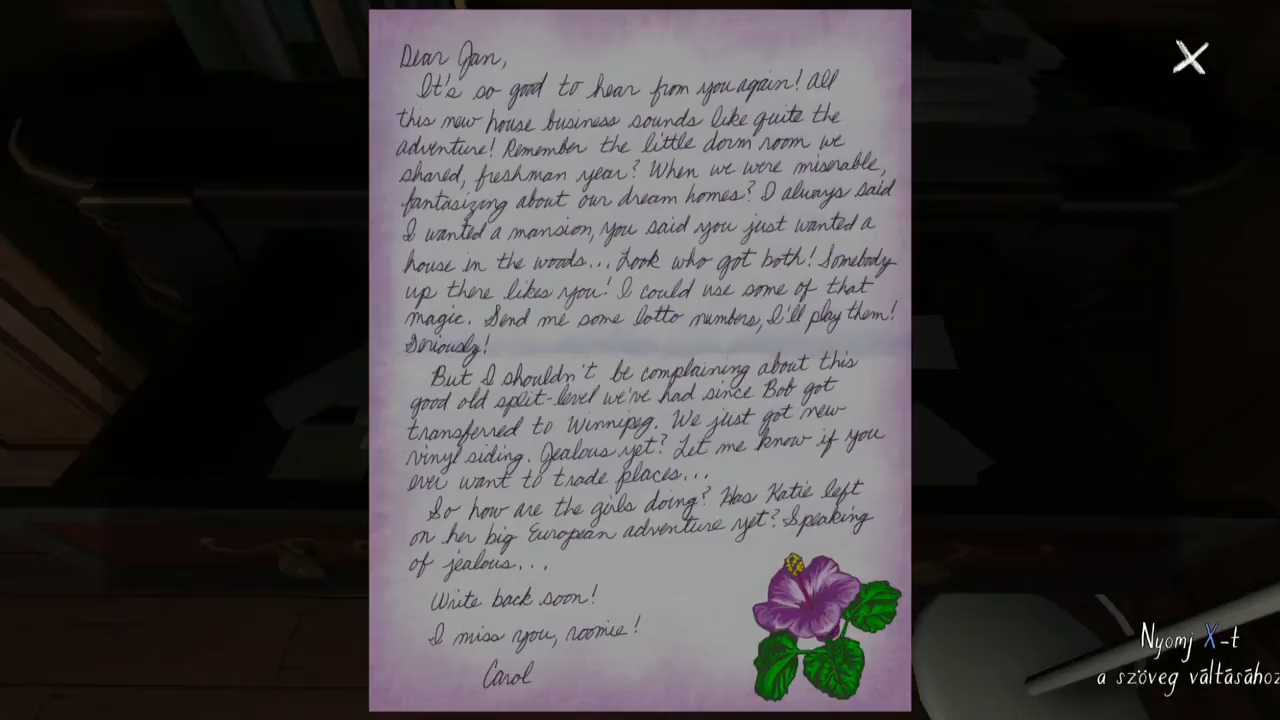 Dear Jan,
It's so good to hear from you again! All
this new house business sounds like quite the
adventure! Remember the little dorm room we
shared, freshman year? When we were miserable,
fantasizing about our dream homes? I always said
I wanted a mansion, you said you just wanted a
house in the woods... Look who got both! Somebody
up there likes you! I could use some of that
magic. Send me some lotto numbers, I'll play them!
Seriously!
But I shouldn't be complaining about this
good old split-level we've had since Bob got
transferred to Winnipeg. We just got new
vinyl siding. Jealous yet? Let me know if you
ever want to trade places...
So how are the girls doing? Has Katie left
on her big European adventure yet? Speaking
of jealous...
Write back soon!
I miss you, roomie!
Carol
X
Nyomj X-t
a szöveg váltásához